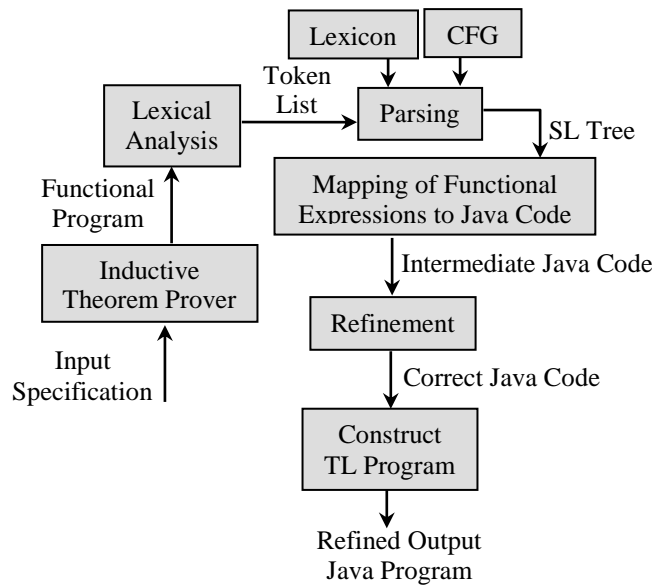 Lexicon
CFG
Token
List
Lexical
Analysis
Parsing
SL Tree
Functional
Program
Mapping of Functional
Expressions to Java Code
Inductive
Theorem Prover
Intermediate Java Code
Refinement
Input
Specification
Correct Java Code
Construct
TL Program
Refined Output
Java Program